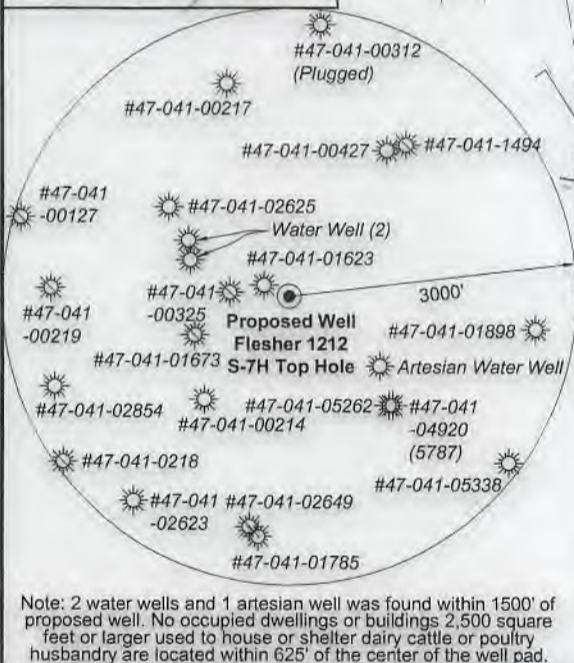 #47-041-00312
(Plugged)
#47-041-00217
#47-041-00427
#47-041-1494
#47-041
-00127
#47-041-02625
Water Well (2)
#47-041-01623
3000'
#47-041
-00219
#47-041
-00325
Proposed Well
Flesher 1212
S-7H Top Hole
#47-041-01898
#47-041-01673
Artesian Water Well
#47-041-02854
#47-041-00214
#47-041-05262
#47-041
-04920
(5787)
#47-041-0218
#47-041-05338
#47-041
-02623
#47-041-02649
#47-041-01785
Note: 2 water wells and 1 artesian well was found within 1500' of
proposed well. No occupied dwellings or buildings 2,500 square
feet or larger used to house or shelter dairy cattle or poultry
husbandry are located within 625' of the center of the well pad.